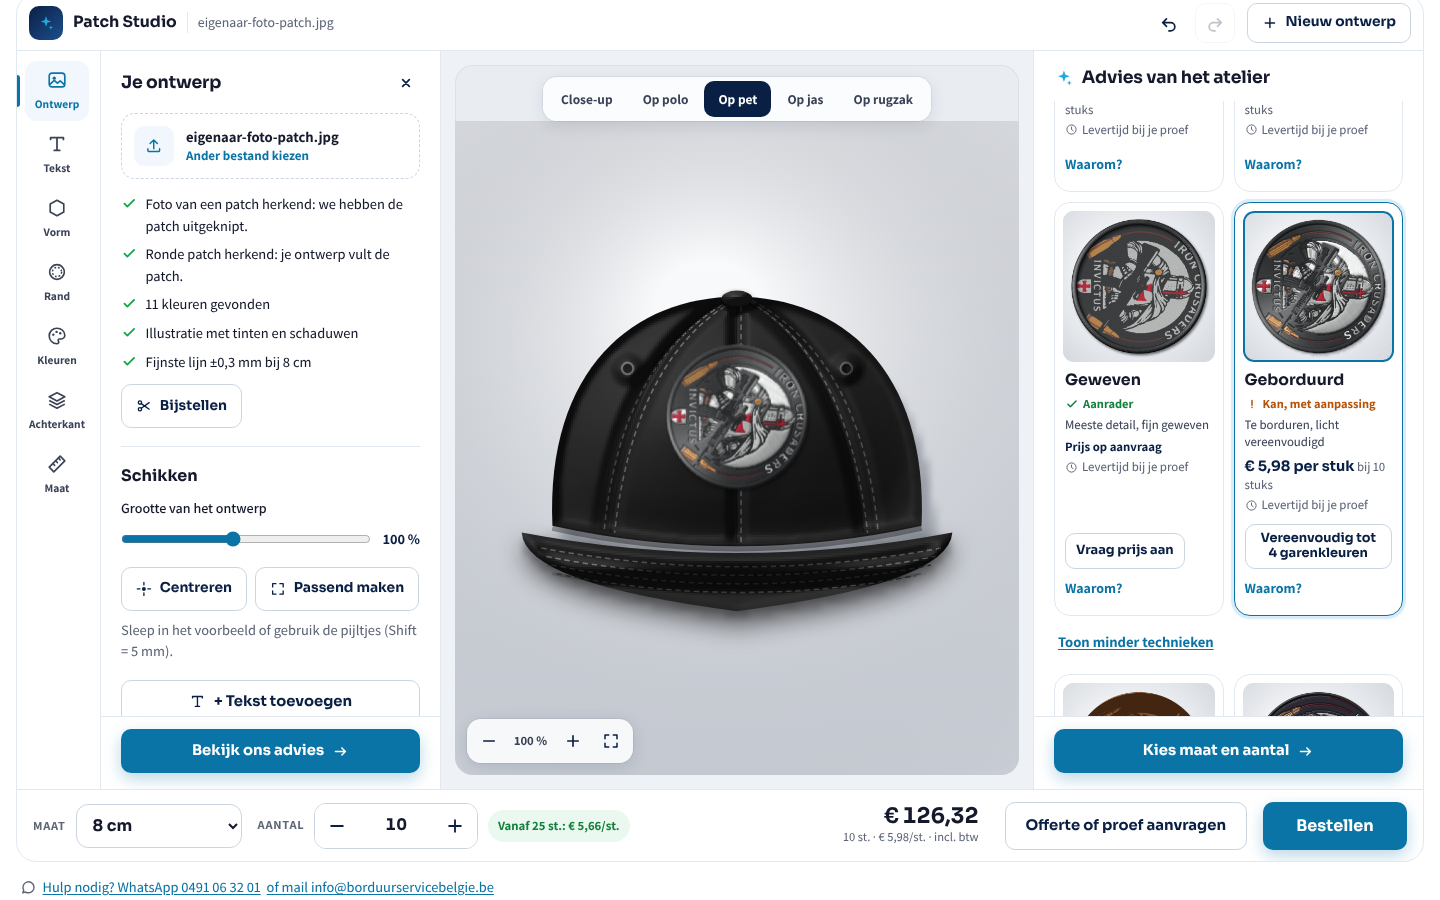 Patch Studio
eigenaar-foto-patch.jpg
Nieuw ontwerp
Ontwerp
Tekst
Vorm
Rand
Kleuren
Achterkant
Maat
Je ontwerp
eigenaar-foto-patch.jpg
Ander bestand kiezen
Foto van een patch herkend: we hebben de
patch uitgeknipt.
Ronde patch herkend: je ontwerp vult de
patch.
11 kleuren gevonden
Illustratie met tinten en schaduwen
Fijnste lijn ±0,3 mm bij 8 cm
Bijstellen
Schikken
Grootte van het ontwerp
100 %
Centreren
Passend maken
Sleep in het voorbeeld of gebruik de pijltjes (Shift
= 5 mm).
+ Tekst toevoegen
Bekijk ons advies →
Close-up
Op polo
Op pet
Op jas
Op rugzak
IRON CRUSADERS
INVICTUS
100 %
Advies van het atelier
stuks
Levertijd bij je proef
Waarom?
stuks
Levertijd bij je proef
Waarom?
IRON CRUSADERS
INVICTUS
Geweven
Aanrader
Meeste detail, fijn geweven
Prijs op aanvraag
Levertijd bij je proef
Vraag prijs aan
Waarom?
IRON CRUSADERS
INVICTUS
Geborduurd
! Kan, met aanpassing
Te borduren, licht
vereenvoudigd
€ 5,98 per stuk bij 10
stuks
Levertijd bij je proef
Vereenvoudig tot
4 garenkleuren
Waarom?
Toon minder technieken
Kies maat en aantal →
MAAT
8 cm
AANTAL
10
Vanaf 25 st.: € 5,66/st.
€ 126,32
10 st. · € 5,98/st. · incl. btw
Offerte of proef aanvragen
Bestellen
Hulp nodig? WhatsApp 0491 06 32 01 of mail info@borduurservicebelgie.be